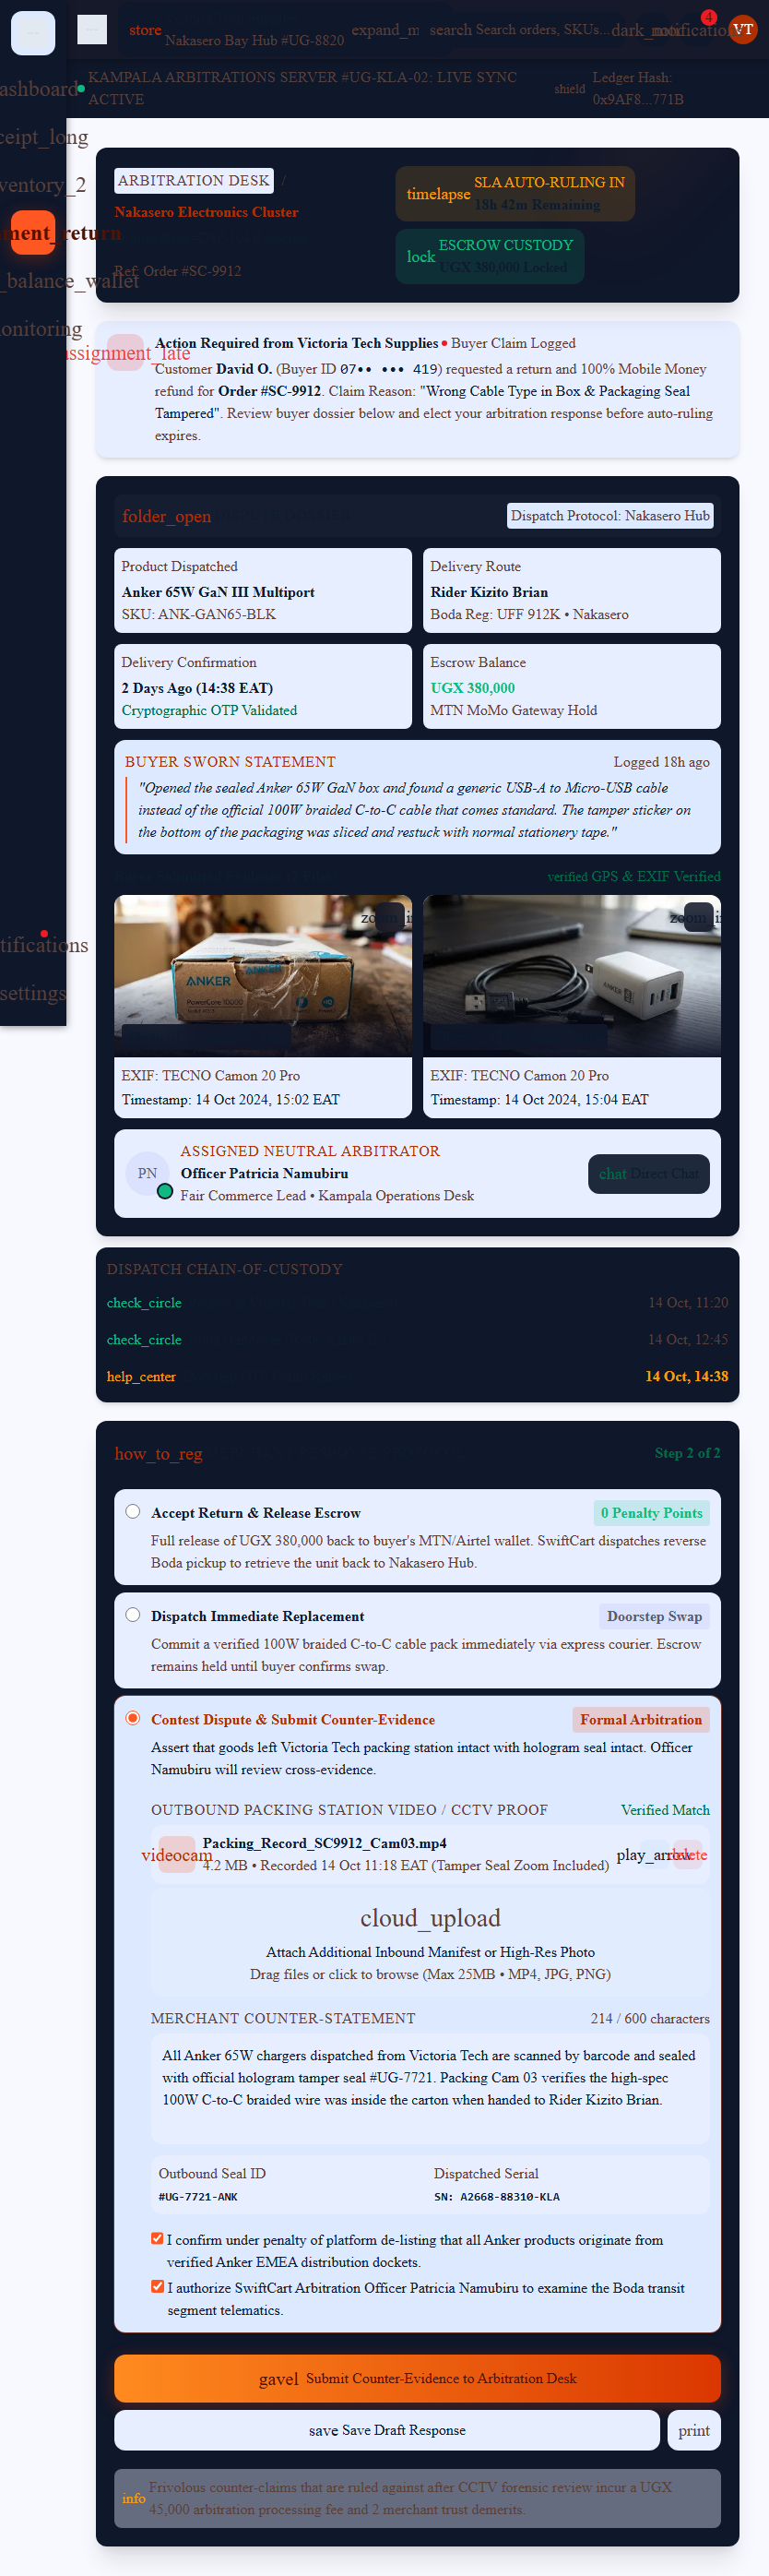 store
Nakasero Bay Hub #UG-8820
expand_m
search Search orders, SKUs...
dark_mod
notification
4
VT
KAMPALA ARBITRATIONS SERVER #UG-KLA-02: LIVE SYNC
ACTIVE
shield
Ledger Hash:
0x9AF8...771B
ashboard
ceipt_long
ventory_2
ment_return
_balance_wallet
onitoring
assignment_late
tifications
settings
ARBITRATION DESK /
Nakasero Electronics Cluster
Ref: Order #SC-9912
timelapse
SLA AUTO-RULING IN
18h 42m Remaining
lock
ESCROW CUSTODY
UGX 380,000 Locked
Action Required from Victoria Tech Supplies • Buyer Claim Logged
Customer David O. (Buyer ID 07•• ••• 419) requested a return and 100% Mobile Money
refund for Order #SC-9912. Claim Reason: "Wrong Cable Type in Box & Packaging Seal
Tampered". Review buyer dossier below and elect your arbitration response before auto-ruling
expires.
folder_open
Dispatch Protocol: Nakasero Hub
Product Dispatched
Anker 65W GaN III Multiport
SKU: ANK-GAN65-BLK
Delivery Route
Rider Kizito Brian
Boda Reg: UFF 912K • Nakasero
Delivery Confirmation
2 Days Ago (14:38 EAT)
Cryptographic OTP Validated
Escrow Balance
UGX 380,000
MTN MoMo Gateway Hold
BUYER SWORN STATEMENT
Logged 18h ago
"Opened the sealed Anker 65W GaN box and found a generic USB-A to Micro-USB cable
instead of the official 100W braided C-to-C cable that comes standard. The tamper sticker on
the bottom of the packaging was sliced and restuck with normal stationery tape."
verified GPS & EXIF Verified
ANKER
ANKER
PowerCore 10000
ANKER
EXIF: TECNO Camon 20 Pro
Timestamp: 14 Oct 2024, 15:02 EAT
EXIF: TECNO Camon 20 Pro
Timestamp: 14 Oct 2024, 15:04 EAT
PN
ASSIGNED NEUTRAL ARBITRATOR
Officer Patricia Namubiru
Fair Commerce Lead • Kampala Operations Desk
chat Direct Chat
DISPATCH CHAIN-OF-CUSTODY
check_circle
14 Oct, 11:20
check_circle
14 Oct, 12:45
help_center
14 Oct, 14:38
how_to_reg
Step 2 of 2
Accept Return & Release Escrow
0 Penalty Points
Full release of UGX 380,000 back to buyer's MTN/Airtel wallet. SwiftCart dispatches reverse
Boda pickup to retrieve the unit back to Nakasero Hub.
Dispatch Immediate Replacement
Doorstep Swap
Commit a verified 100W braided C-to-C cable pack immediately via express courier. Escrow
remains held until buyer confirms swap.
Contest Dispute & Submit Counter-Evidence
Formal Arbitration
Assert that goods left Victoria Tech packing station intact with hologram seal intact. Officer
Namubiru will review cross-evidence.
OUTBOUND PACKING STATION VIDEO / CCTV PROOF
Verified Match
videocam
Packing_Record_SC9912_Cam03.mp4
4.2 MB • Recorded 14 Oct 11:18 EAT (Tamper Seal Zoom Included)
play_arrow
delete
cloud_upload
Attach Additional Inbound Manifest or High-Res Photo
Drag files or click to browse (Max 25MB • MP4, JPG, PNG)
MERCHANT COUNTER-STATEMENT
214 / 600 characters
All Anker 65W chargers dispatched from Victoria Tech are scanned by barcode and sealed
with official hologram tamper seal #UG-7721. Packing Cam 03 verifies the high-spec
100W C-to-C braided wire was inside the carton when handed to Rider Kizito Brian.
Outbound Seal ID
#UG-7721-ANK
Dispatched Serial
SN: A2668-88310-KLA
I confirm under penalty of platform de-listing that all Anker products originate from
verified Anker EMEA distribution dockets.
I authorize SwiftCart Arbitration Officer Patricia Namubiru to examine the Boda transit
segment telematics.
gavel Submit Counter-Evidence to Arbitration Desk
save Save Draft Response
print
info
Frivolous counter-claims that are ruled against after CCTV forensic review incur a UGX
45,000 arbitration processing fee and 2 merchant trust demerits.